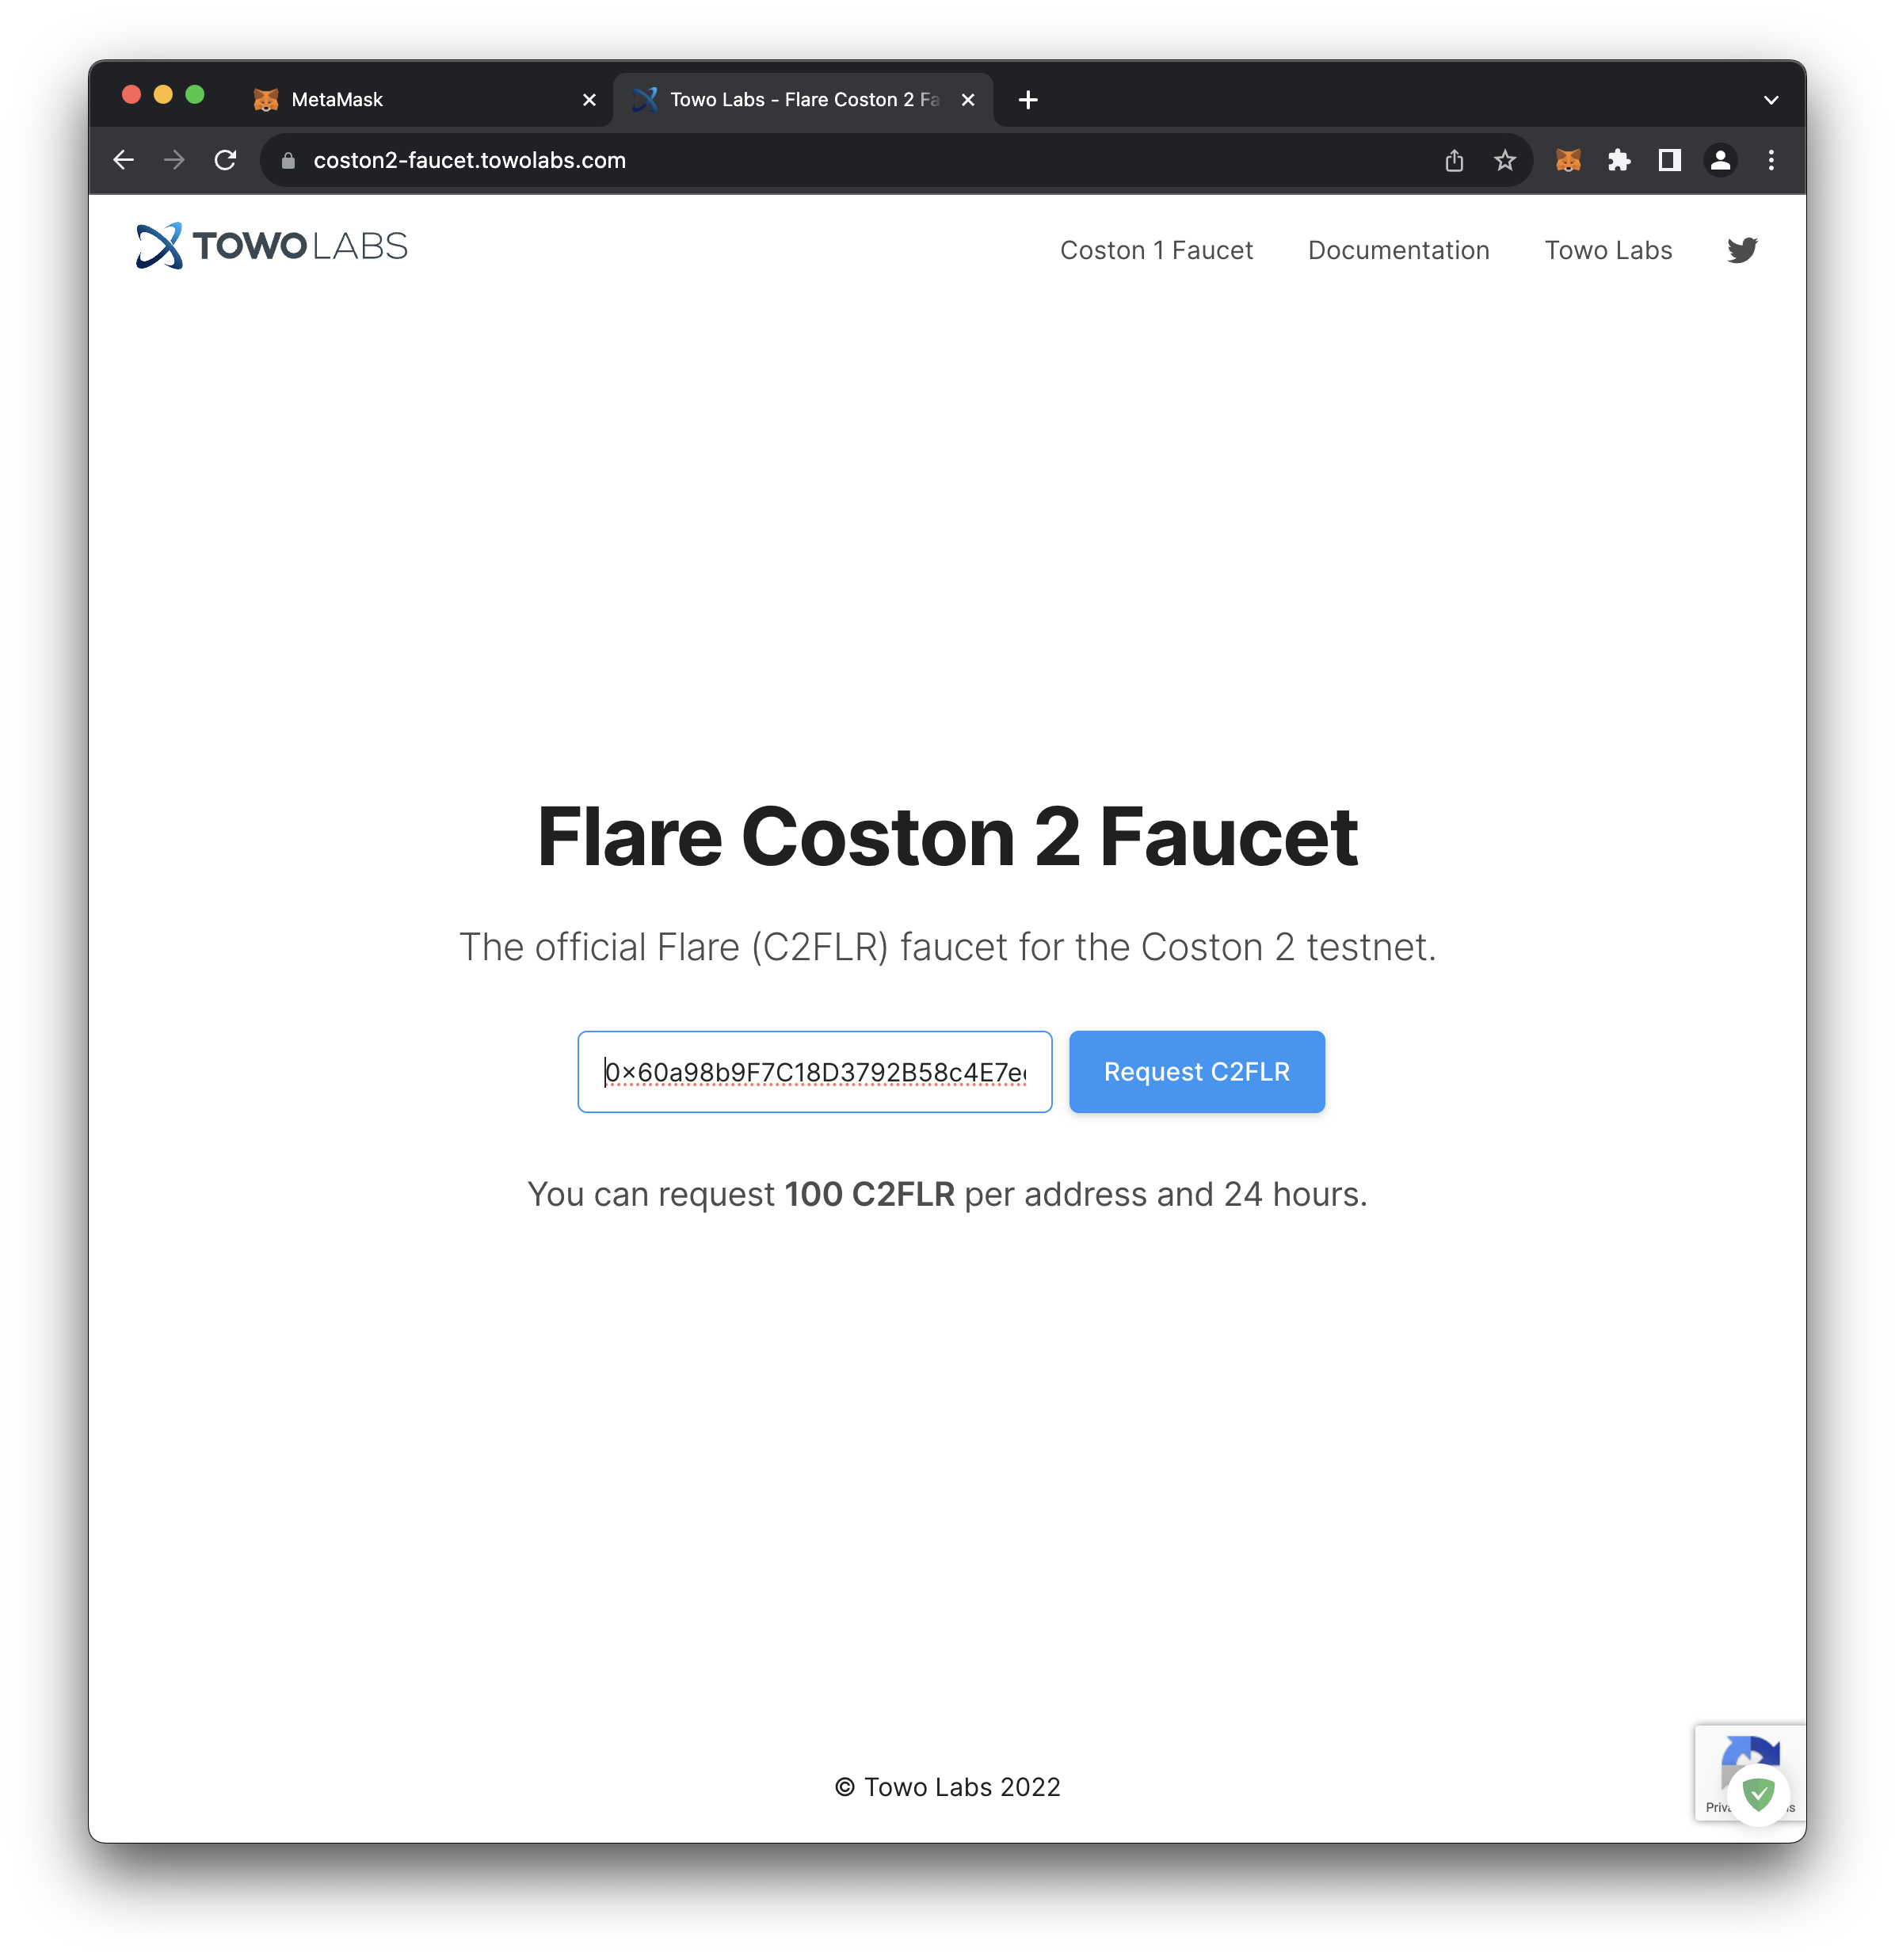 MetaMask
Towo Labs - Flare Coston 2 Fa
coston2-faucet.towolabs.com
TOWO LABS
Coston 1 Faucet
Documentation
Towo Labs
Flare Coston 2 Faucet
The official Flare (C2FLR) faucet for the Coston 2 testnet.
0x60a98b9F7C18D3792B58c4E7e
Request C2FLR
You can request 100 C2FLR per address and 24 hours.
© Towo Labs 2022